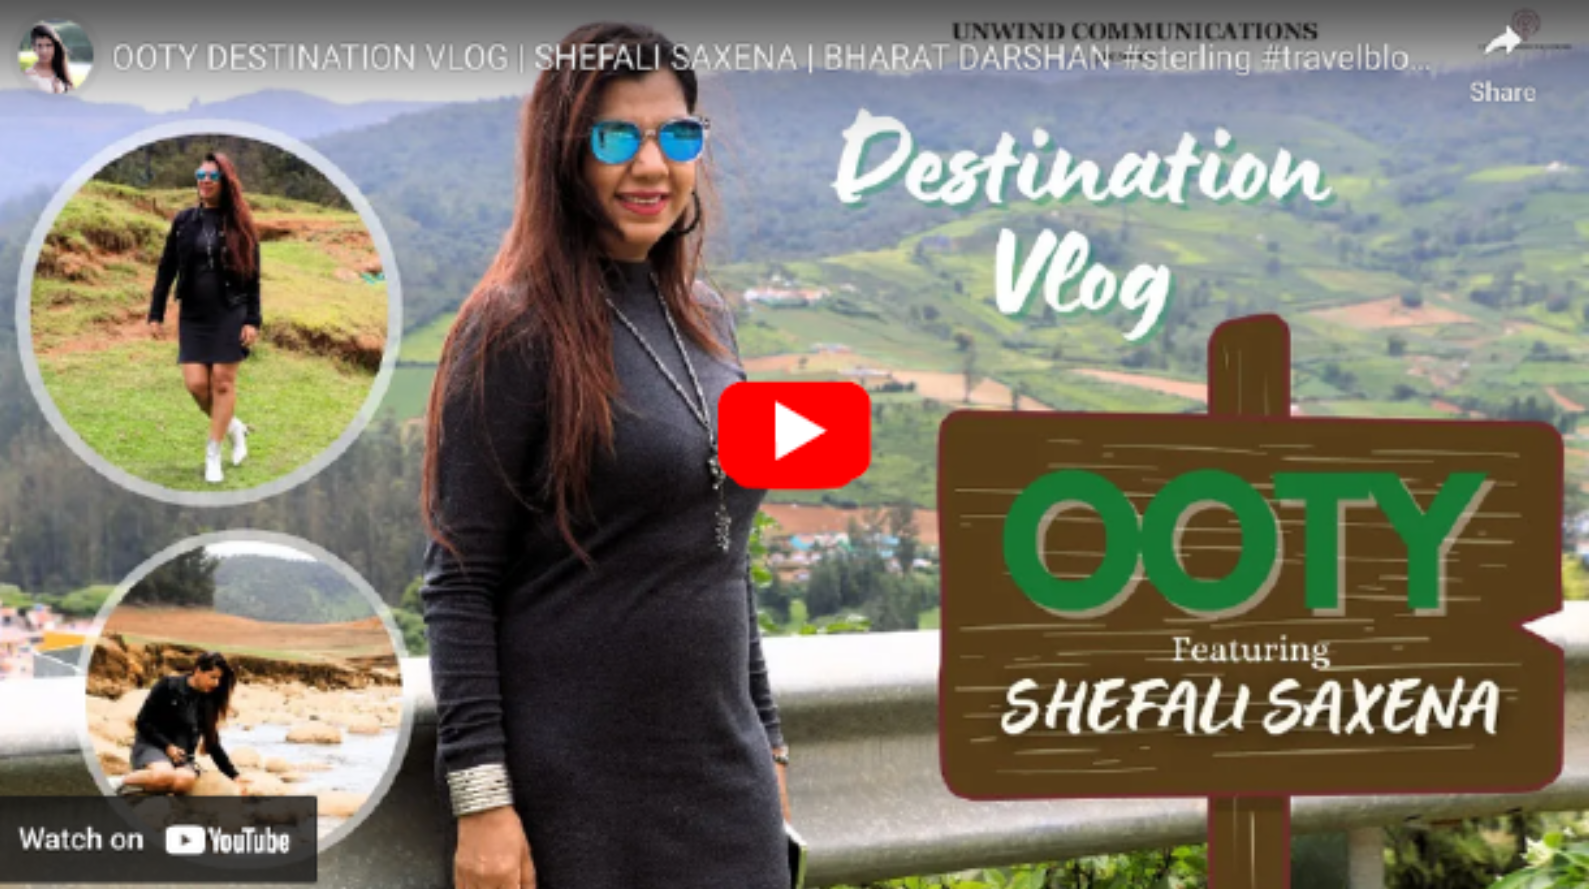 UNWIND COMMUNICATIONS
OOTY DESTINATION VLOG | SHEFALI SAXENA | BHARAT DARSHAN #sterling #travelblo...
Share
Destination
Vlog
OOTY
Featuring
SHEFALI SAXENA
Watch on YouTube